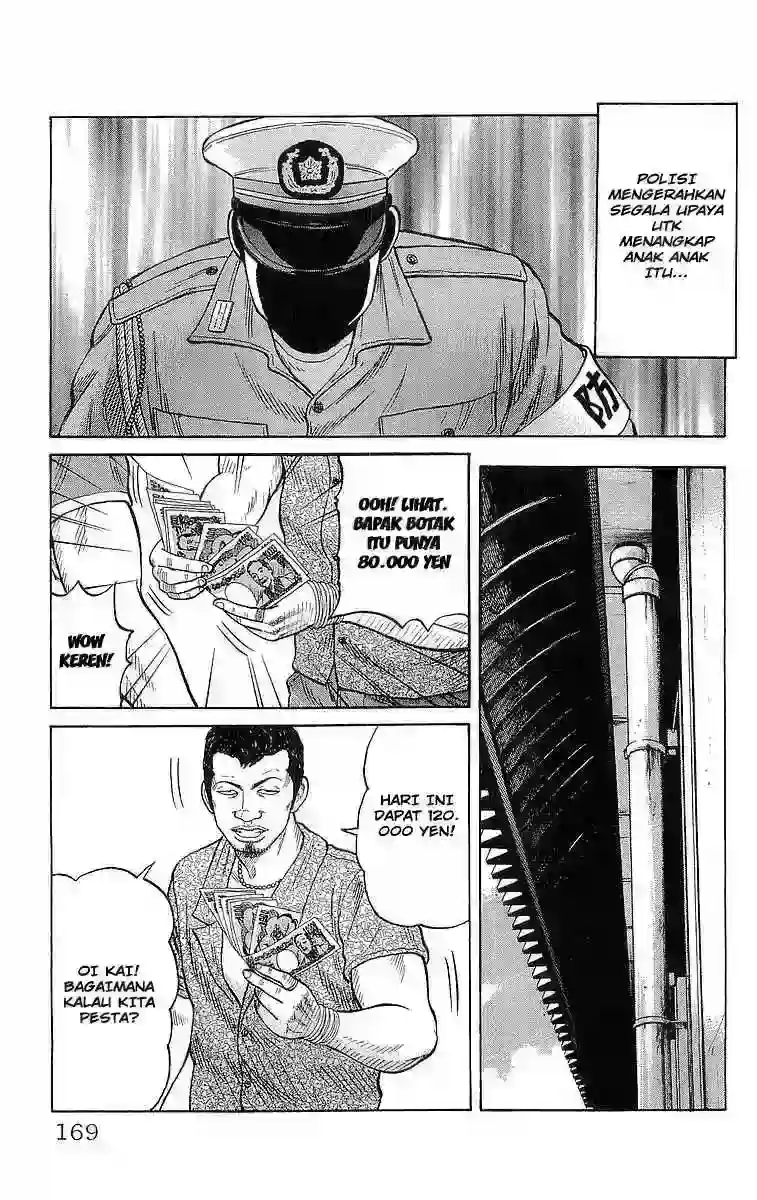 POLISI
MENGERAHKAN
SEGALA UPAYA
UTK
MENANGKAP
ANAK ANAK
ITU...
防
OOH! LIHAT.
BAPAK BOTAK
ITU PUNYA
80.000 YEN
WOW
KEREN!
HARI INI
DAPAT 120.
000 YEN!
OI KAI!
BAGAIMANA
KALAU KITA
PESTA?
169